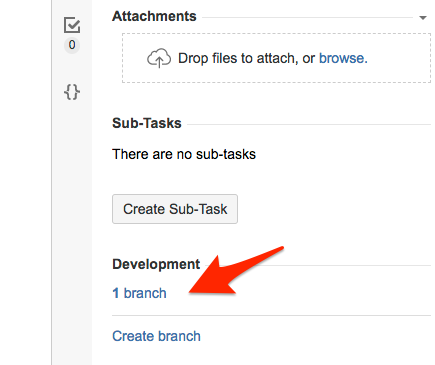 Attachments
0
Drop files to attach, or browse.
{}
Sub-Tasks
There are no sub-tasks
Create Sub-Task
Development
1 branch
Create branch